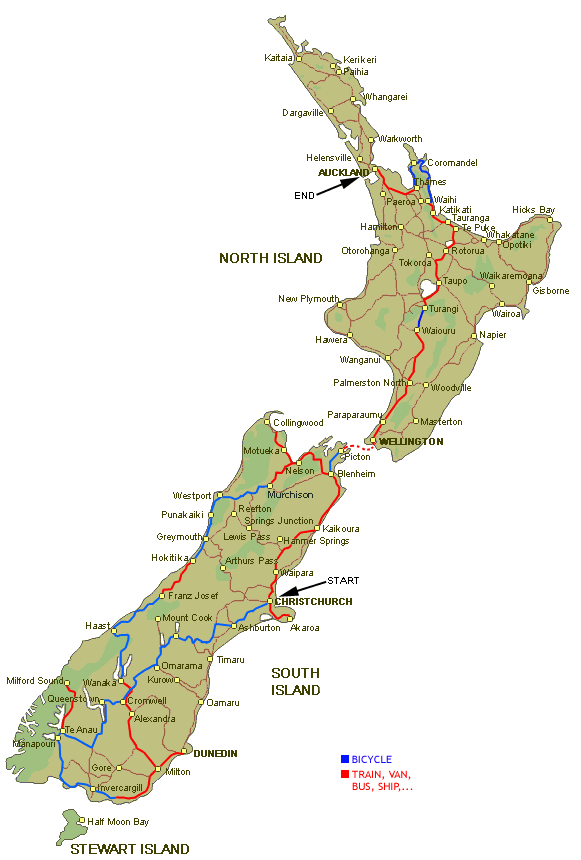 Kaitaia
Kerikeri
Paihia
Whangarei
Dargaville
Warkworth
Helensville
AUCKLAND
Coromandel
END
Thames
Paeroa
Waihi
Katikati
Tauranga
Hicks Bay
Hamilton
Te Puke
Whakatane
Opotiki
Otorohanga
Rotorua
NORTH ISLAND
Tokoroa
Waikaremoana
Taupo
Gisborne
New Plymouth
Turangi
Wairoa
Waiouru
Napier
Hawera
Wanganui
Palmerston North
Woodville
Paraparaumu
Collingwood
Masterton
WELLINGTON
Motueka
Picton
Nelson
Blenheim
Westport
Murchison
Reefton
Punakaiki
Springs Junction
Kaikoura
Greymouth
Lewis Pass
Hanmer Springs
Hokitika
Arthurs Pass
Waipara
START
Franz Josef
CHRISTCHURCH
Mount Cook
Haast
Ashburton
Akaroa
Timaru
Omarama
SOUTH
ISLAND
Milford Sound
Wanaka
Kurow
Queenstown
Cromwell
Oamaru
Alexandra
Te Anau
Manapouri
DUNEDIN
BICYCLE
Gore
Milton
TRAIN, VAN,
BUS, SHIP,...
Invercargill
Half Moon Bay
STEWART ISLAND